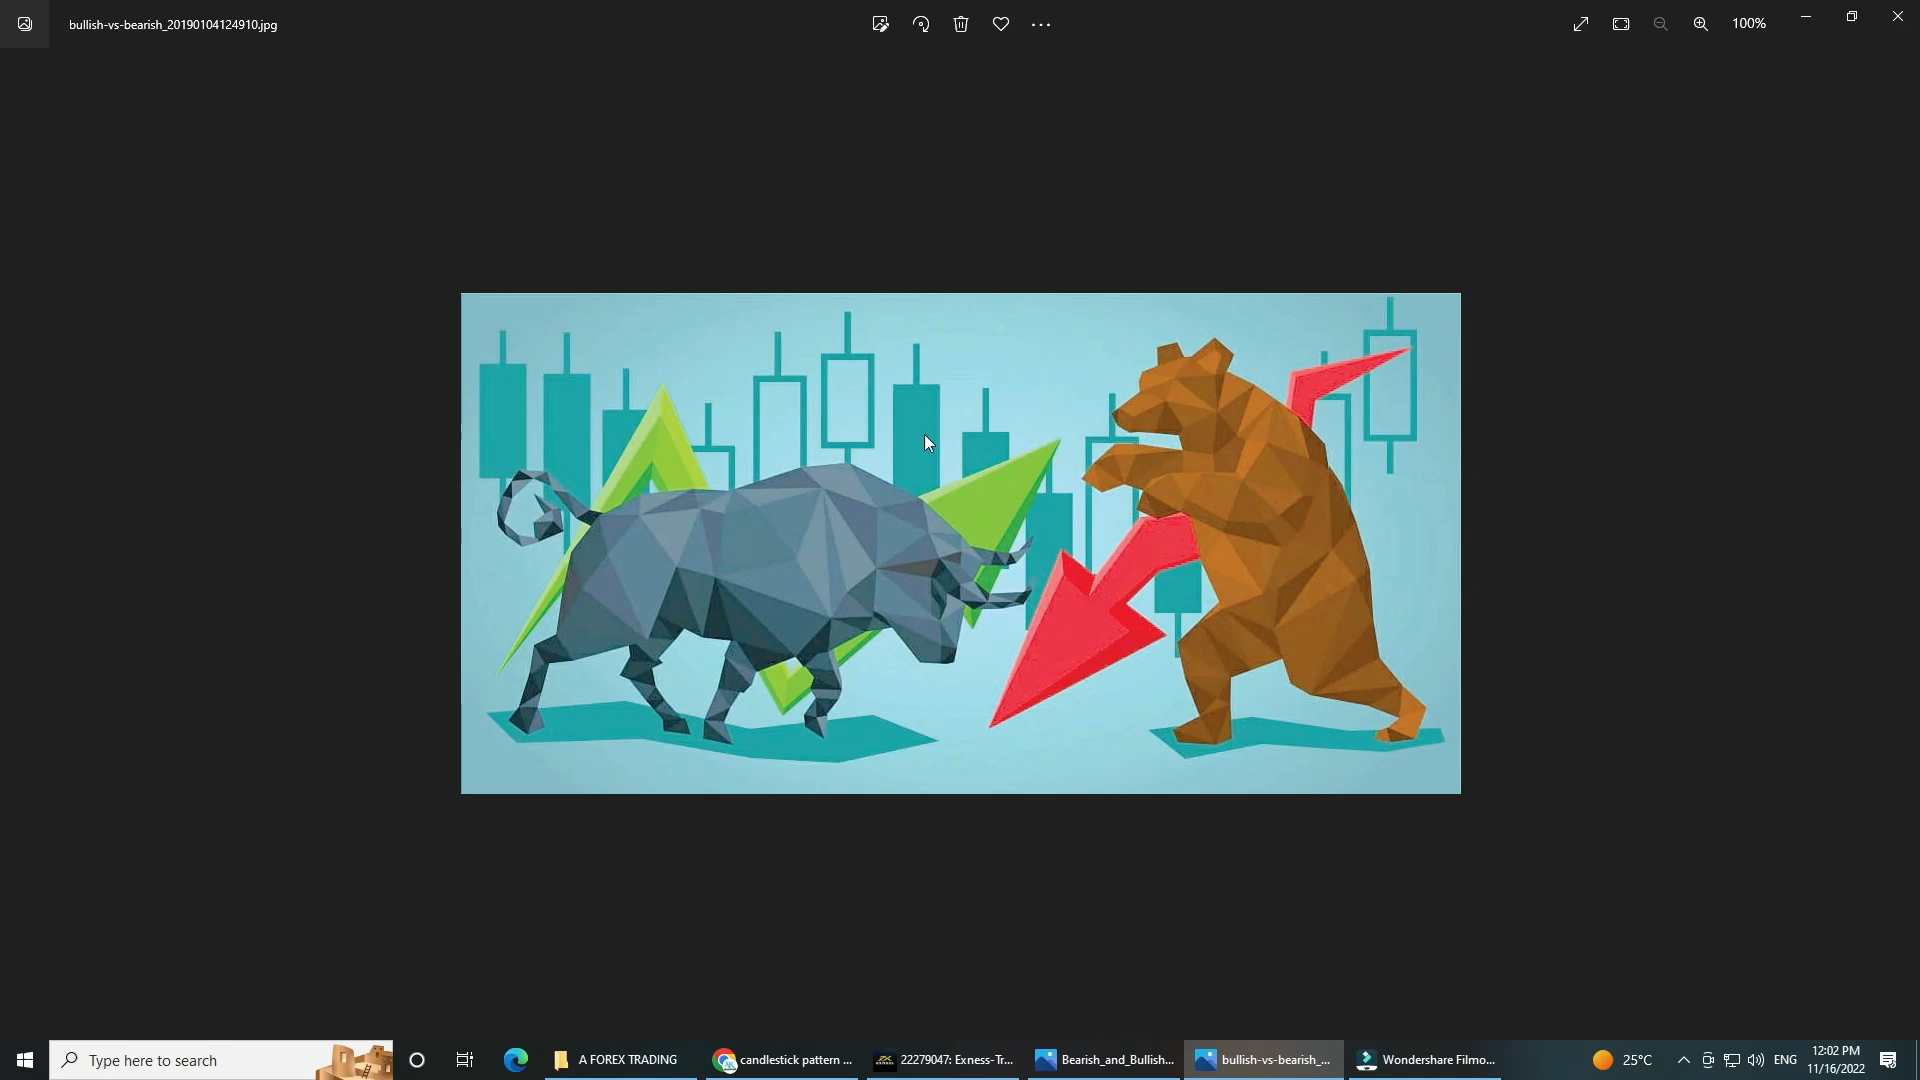 bullish-vs-bearish_20190104124910.jpg
100%
Type here to search
A FOREX TRADING
candlestick pattern ...
22279047: Exness-Tr...
Bearish_and_Bullish...
bullish-vs-bearish_...
Wondershare Filmo...
25°C
ENG
12:02 PM
11/16/2022